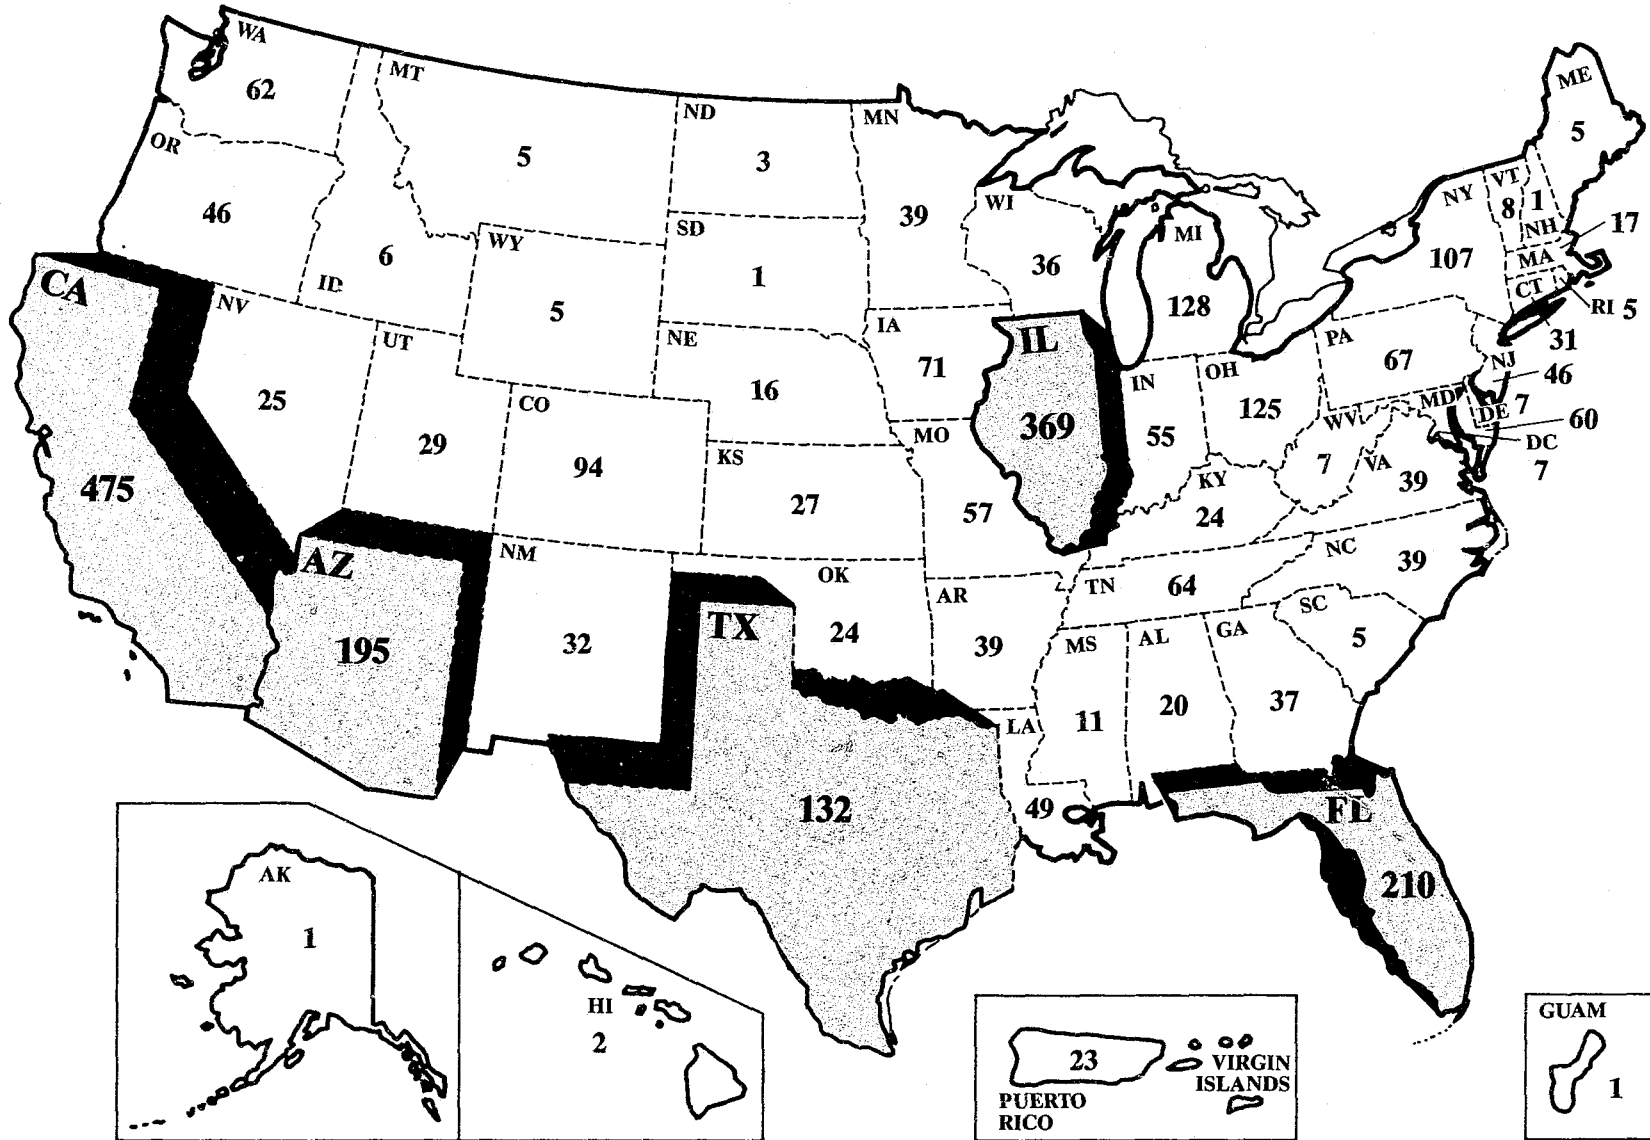 WA
62
MT
5
ND
3
MN
39
ME
5
OR
46
ID
6
WY
5
SD
1
WI
36
MI
128
NY
107
VT
8
1
NH
17
MA
CT
RI 5
31
CA
475
NV
25
UT
29
CO
94
NE
16
IA
71
IL
369
IN
55
OH
125
PA
67
NJ
46
MD
DE
7
60
DC
7
WV
7
VA
39
KS
27
MO
57
KY
24
AZ
195
NM
32
OK
24
TX
132
AR
39
TN
64
NC
39
SC
5
MS
11
AL
20
GA
37
LA
49
FL
210
AK
1
HI
2
23
PUERTO
RICO
VIRGIN
ISLANDS
GUAM
1